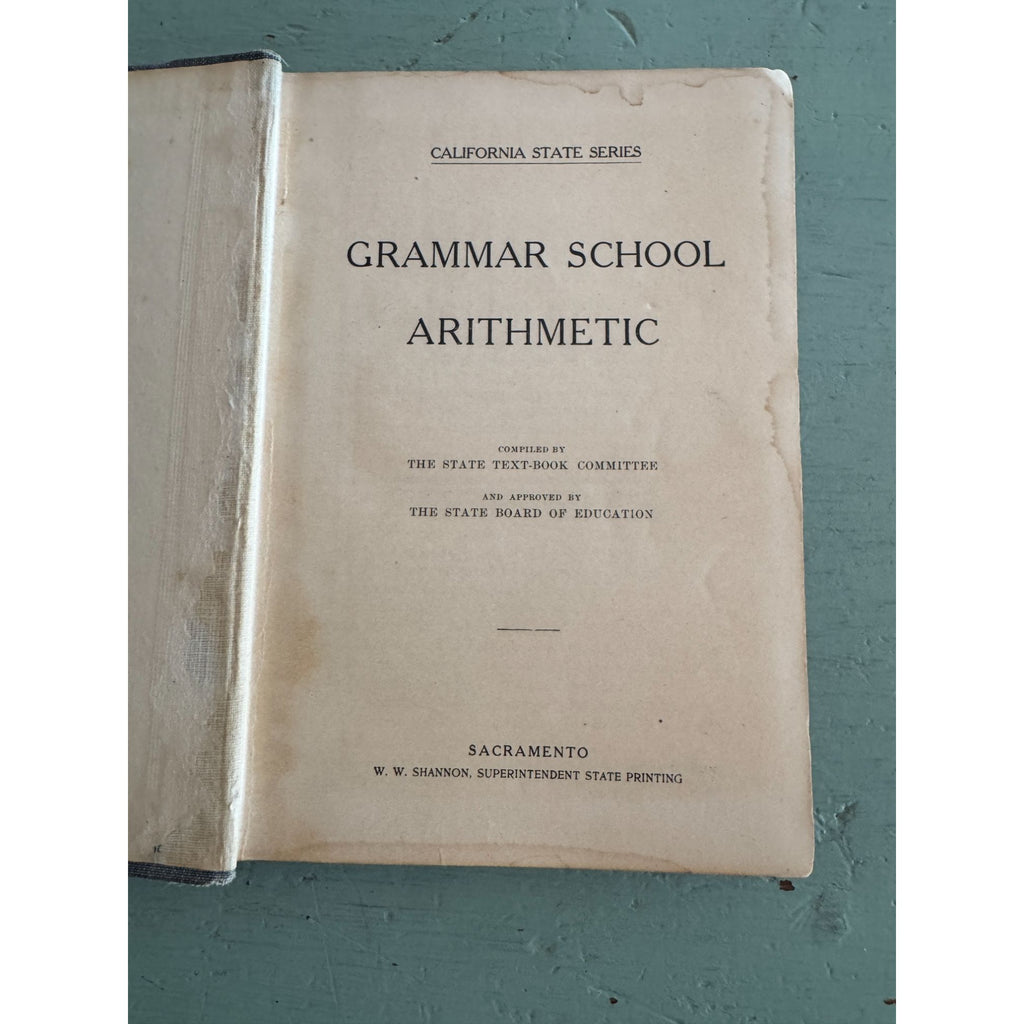 CALIFORNIA STATE SERIES
GRAMMAR SCHOOL
ARITHMETIC
COMPILED BY
THE STATE TEXT-BOOK COMMITTEE
AND APPROVED BY
THE STATE BOARD OF EDUCATION
SACRAMENTO
W. W. SHANNON, SUPERINTENDENT STATE PRINTING